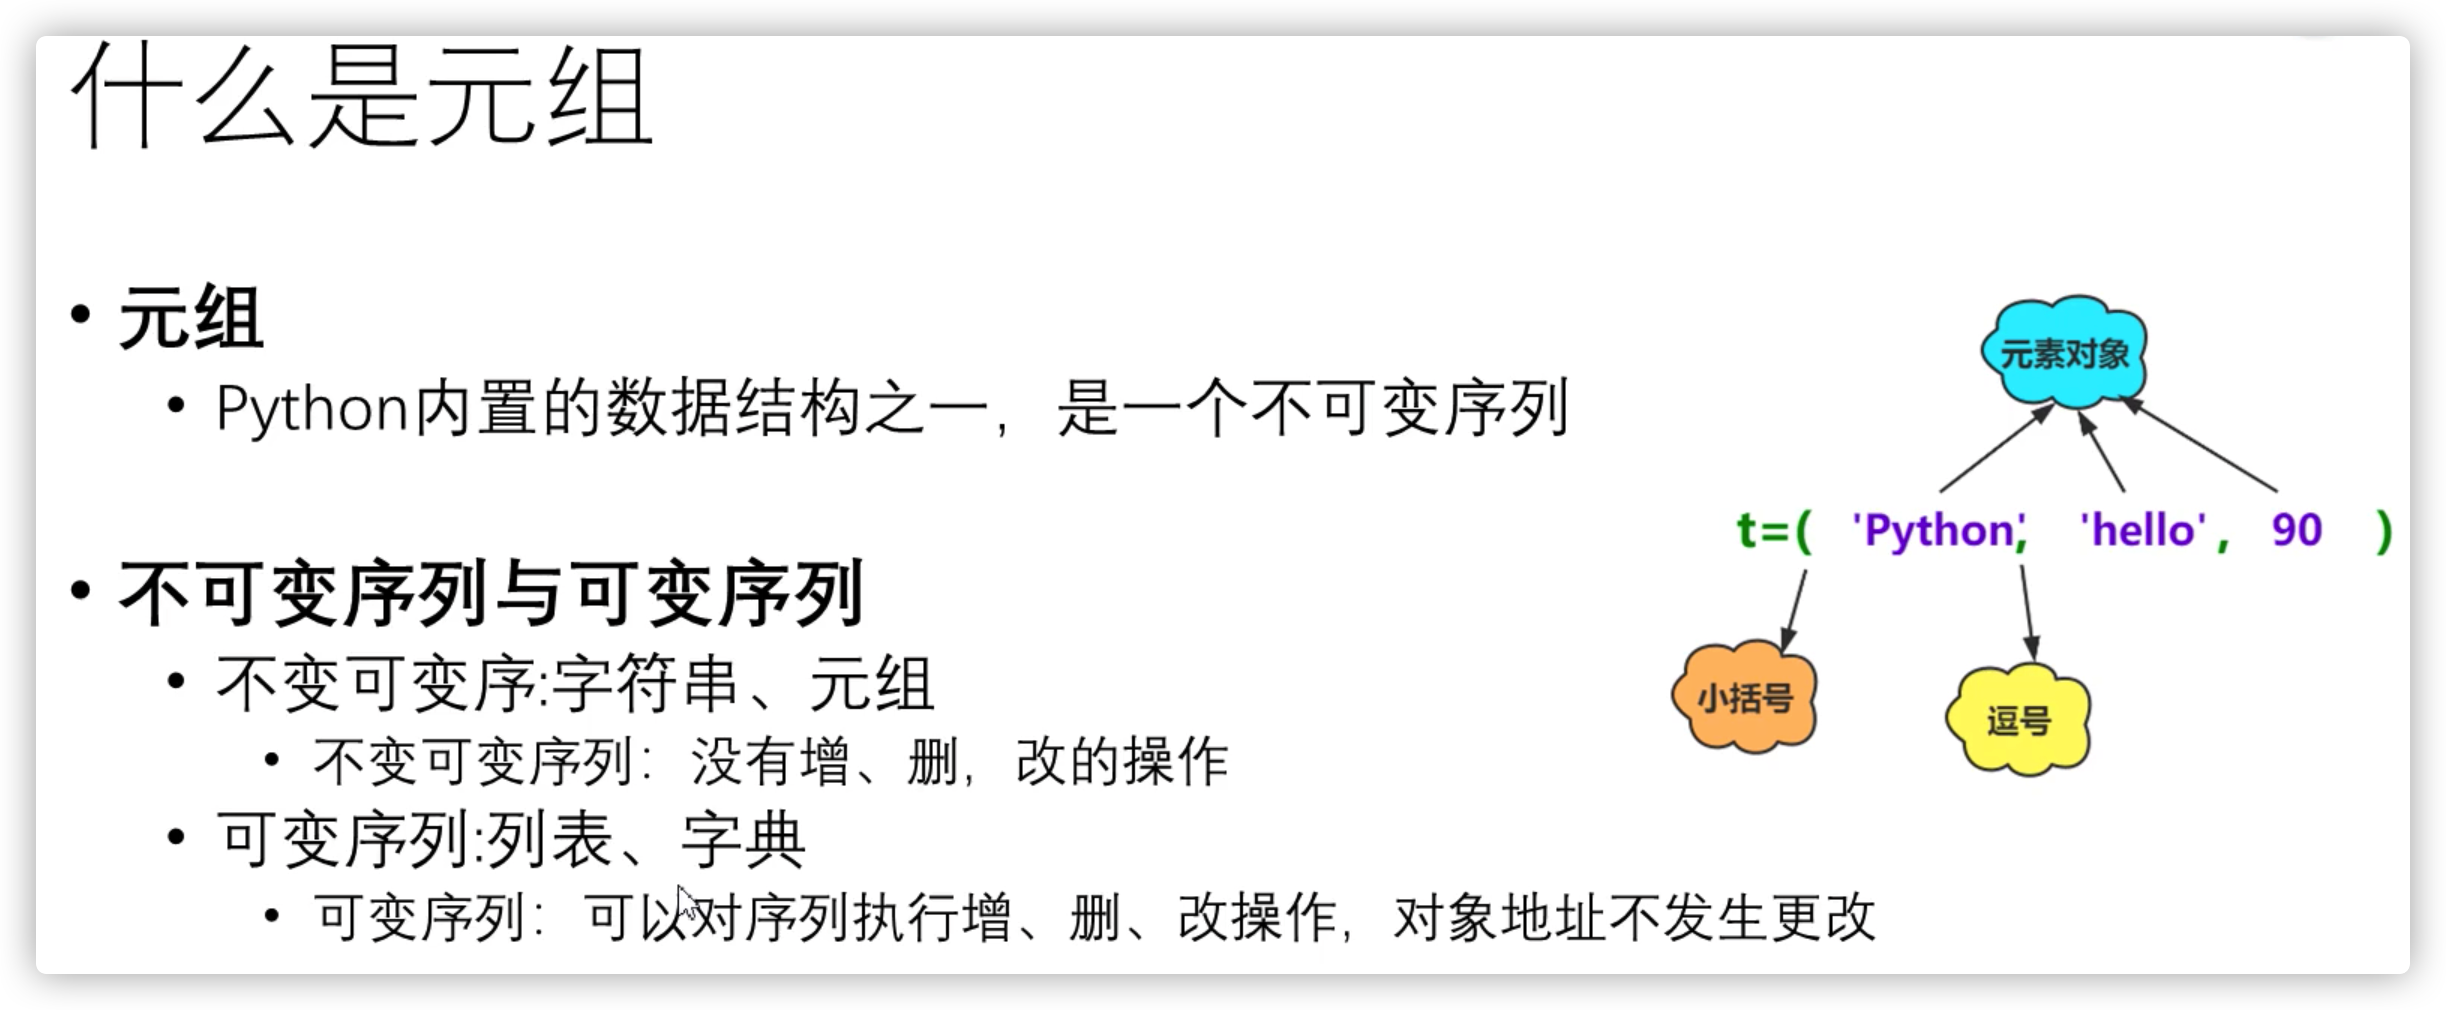 什么是元组
• 元组
• Python内置的数据结构之一，是一个不可变序列
• 不可变序列与可变序列
• 不变可变序:字符串、元组
• 不变可变序列：没有增、删，改的操作
• 可变序列:列表、字典
• 可变序列：可以对序列执行增、删、改操作，对象地址不发生更改
元素对象
t=( 'Python', 'hello', 90 )
小括号
逗号